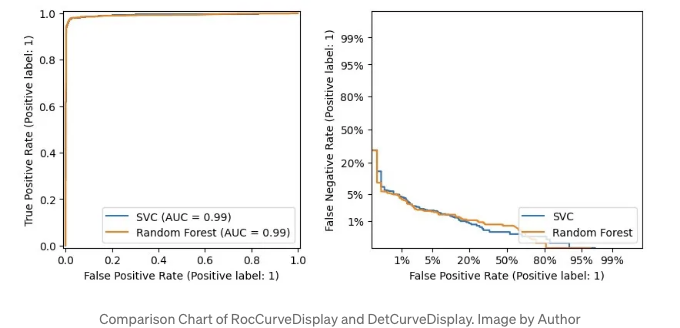 1.0
0.8
0.6
0.4
0.2
0.0
True Positive Rate (Positive label: 1)
SVC (AUC = 0.99)
Random Forest (AUC = 0.99)
0.0 0.2 0.4 0.6 0.8 1.0
False Positive Rate (Positive label: 1)
99%
95%
80%
50%
20%
5%
1%
False Negative Rate (Positive label: 1)
SVC
Random Forest
1% 5% 20% 50% 80% 95% 99%
False Positive Rate (Positive label: 1)
Comparison Chart of RocCurveDisplay and DetCurveDisplay. Image by Author